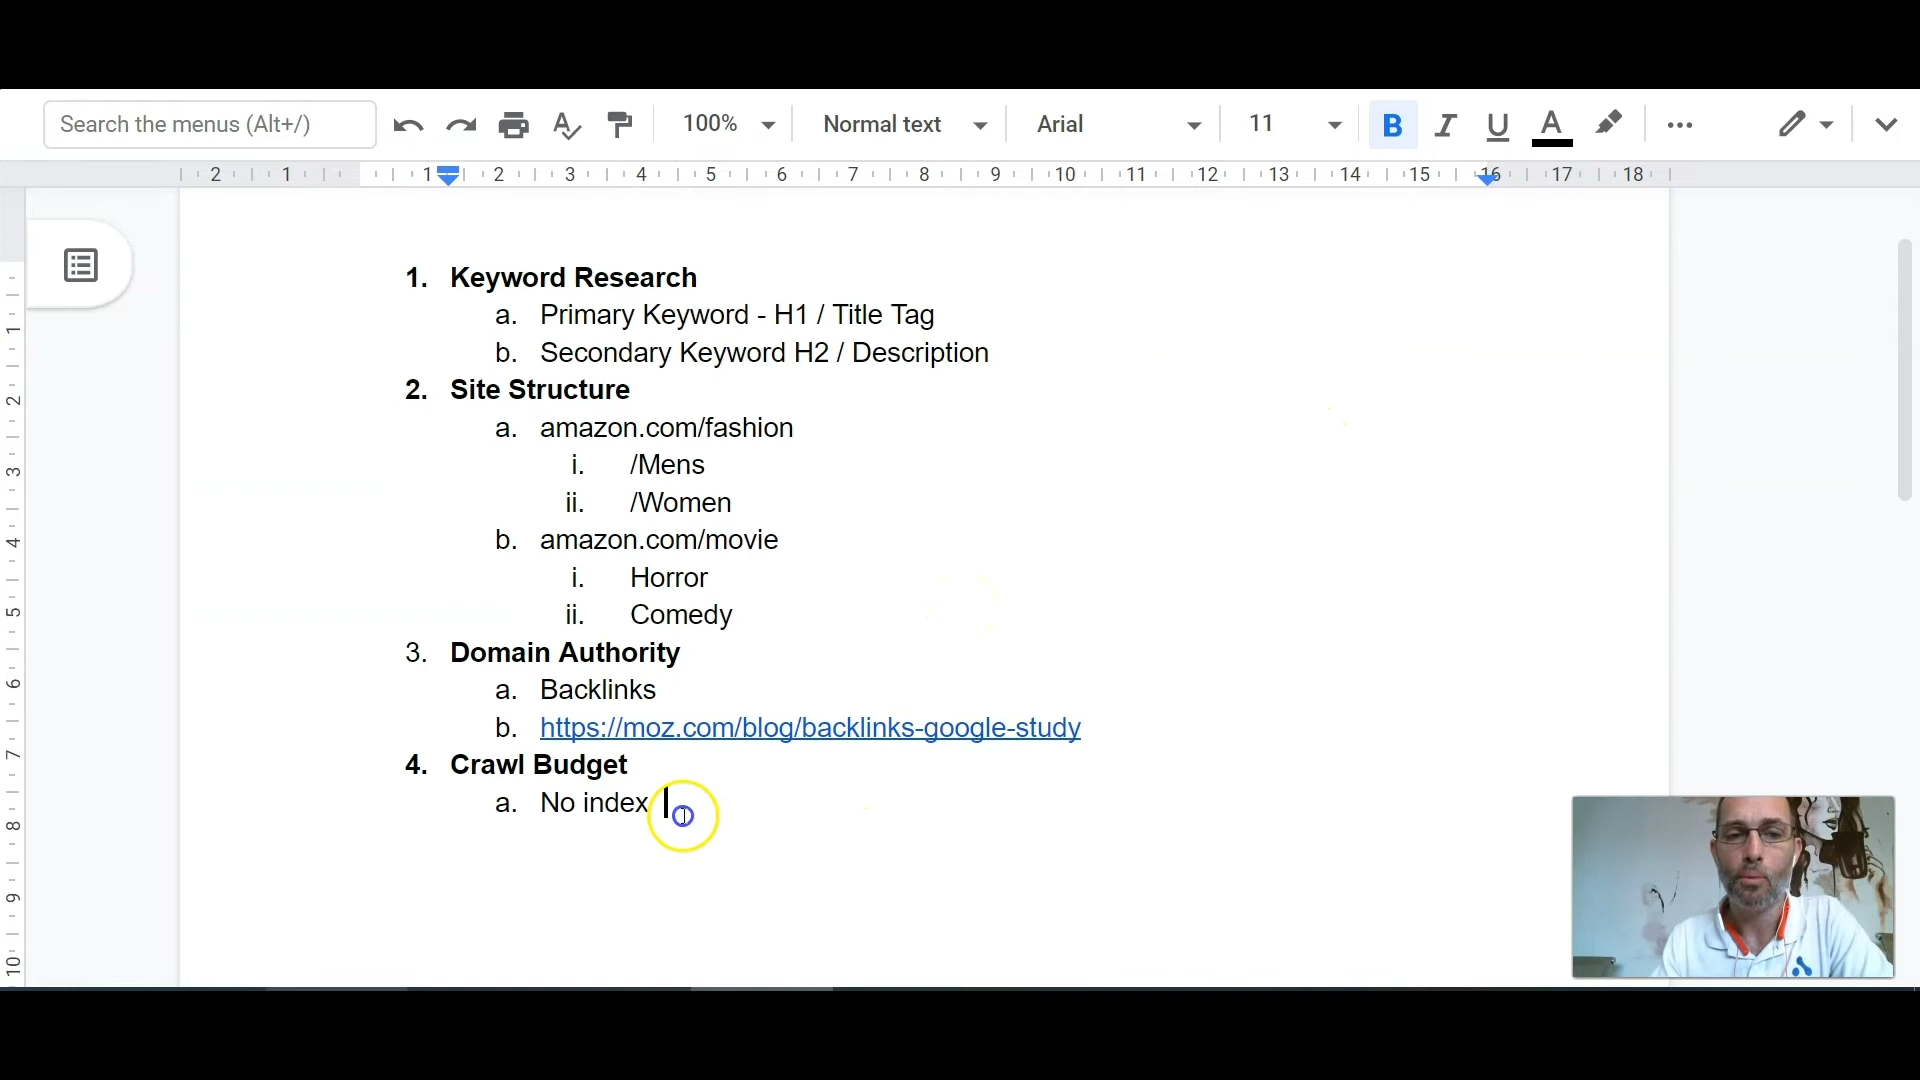 Search the menus (Alt+/)
100%
Normal text
Arial
11
B
I
U
A
2 1 1 2 3 4 5 6 7 8 9 10 11 12 13 14 15 16 17 18
1
2
3
4
5
6
7
8
9
10
1. Keyword Research
a. Primary Keyword - H1 / Title Tag
b. Secondary Keyword H2 / Description
2. Site Structure
a. amazon.com/fashion
i. /Mens
ii. /Women
b. amazon.com/movie
i. Horror
ii. Comedy
3. Domain Authority
a. Backlinks
b. https://moz.com/blog/backlinks-google-study
4. Crawl Budget
a. No index